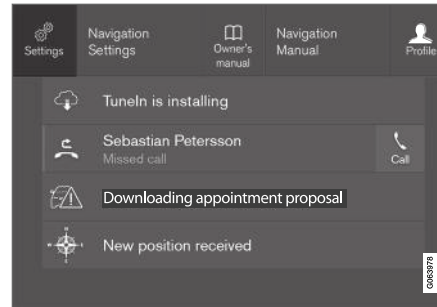 Settings
Navigation
Settings
Owner's
manual
Navigation
Manual
Profile
TuneIn is installing
Sebastian Petersson
Missed call
Call
Downloading appointment proposal
New position received
G063978